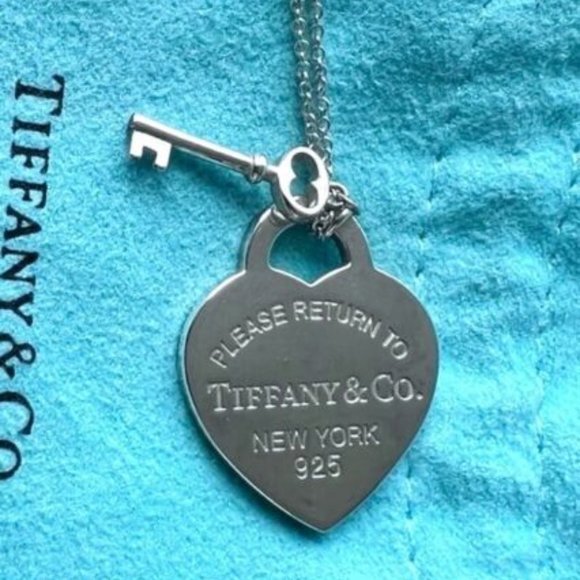 TIFFANY & CO
PLEASE RETURN TO
TIFFANY & CO.
NEW YORK
925